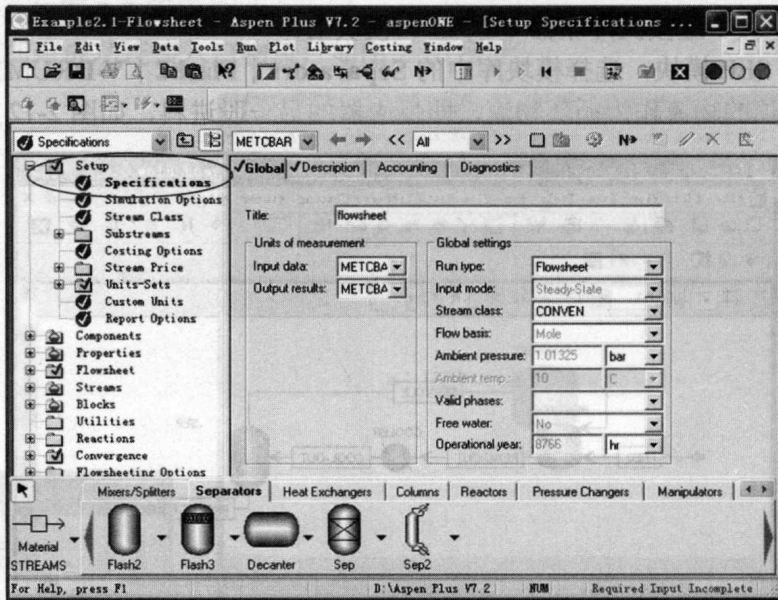 Example2.1-Flowsheet - Aspen Plus V7.2 - aspenONE - [Setup Specifications ...
File Edit View Data Tools Run Plot Library Costing Window Help
N>
Specifications METCBAR << All >> N>
Setup
Specifications
Simulation Options
Stream Class
Substreams
Costing Options
Stream Price
Units-Sets
Custom Units
Report Options
Components
Properties
Flowsheet
Streams
Blocks
Utilities
Reactions
Convergence
Flowsheeting Options
Global Description Accounting Diagnostics
Title: flowsheet
Units of measurement
Input data: METCBA
Output results: METCBA
Global settings
Run type: Flowsheet
Input mode: Steady-State
Stream class: CONVEN
Flow basis: Mole
Ambient pressure: 1.01325 bar
Ambient temp.: 10 C
Valid phases:
Free water: No
Operational year: 8766 hr
Mixers/Splitters Separators Heat Exchangers Columns Reactors Pressure Changers Manipulators
Material
STREAMS Flash2 Flash3 Decanter Sep Sep2
For Help, press F1 D:\Aspen Plus V7.2 NUM Required Input Incomplete